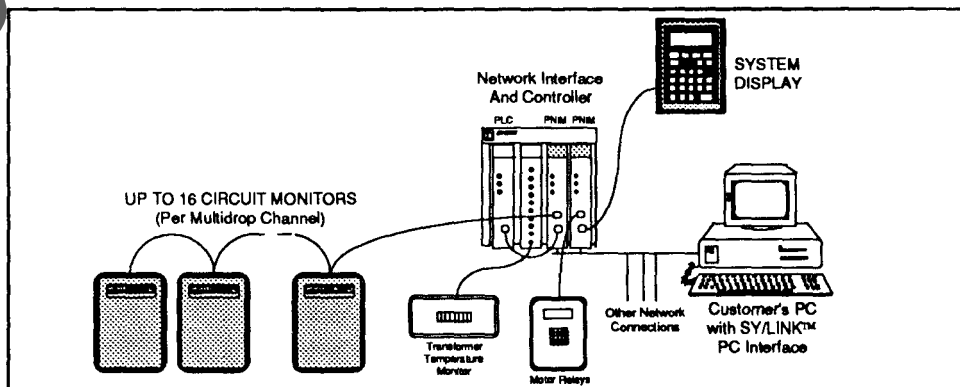 SYSTEM
DISPLAY
Network Interface
And Controller
PLC PNIM PNIM
UP TO 16 CIRCUIT MONITORS
(Per Multidrop Channel)
Transformer
Temperature
Monitor
Motor Relays
Other Network
Connections
Customer's PC
with SY/LINK™
PC Interface